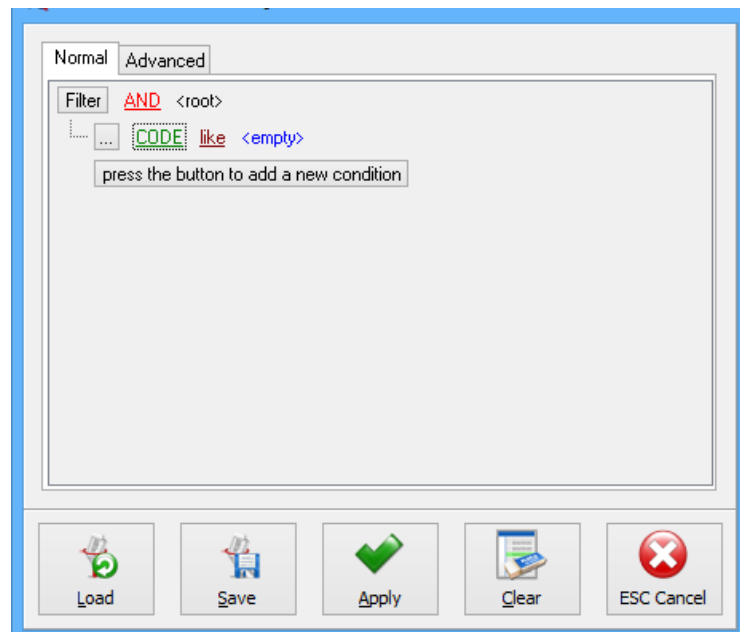 Normal Advanced
Filter AND <root>
... CODE like <empty>
press the button to add a new condition
Load Save Apply Clear ESC Cancel